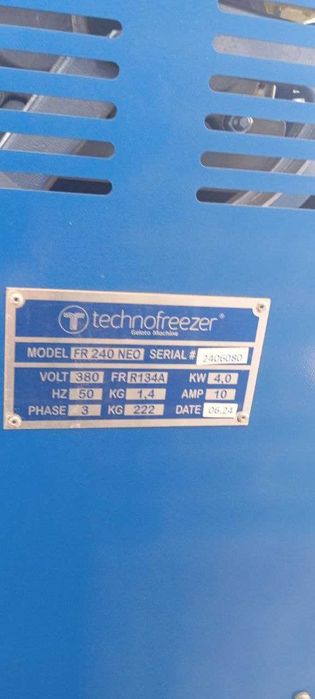 technofreezer®
Gelato Machine
MODEL FR 240 NEO SERIAL # 2406080
VOLT 380 FR R134A KW 4,0
HZ 50 KG 1,4 AMP 10
PHASE 3 KG 222 DATE 06.24